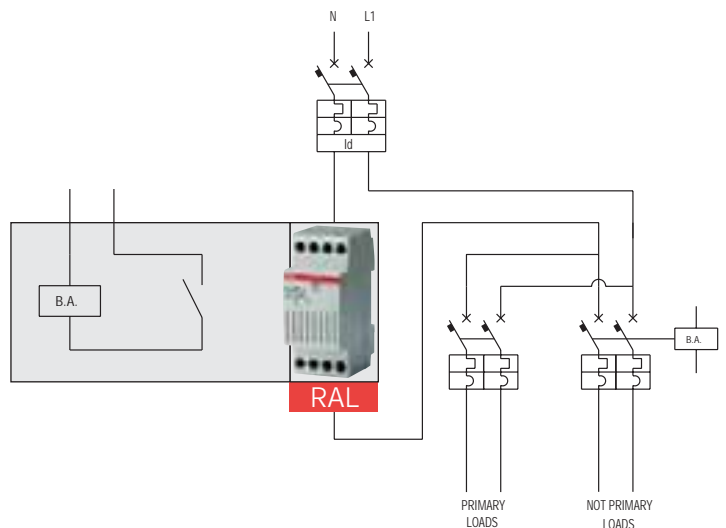 N L1
Id
B.A.
B.A.
RAL
PRIMARY NOT PRIMARY
LOADS LOADS